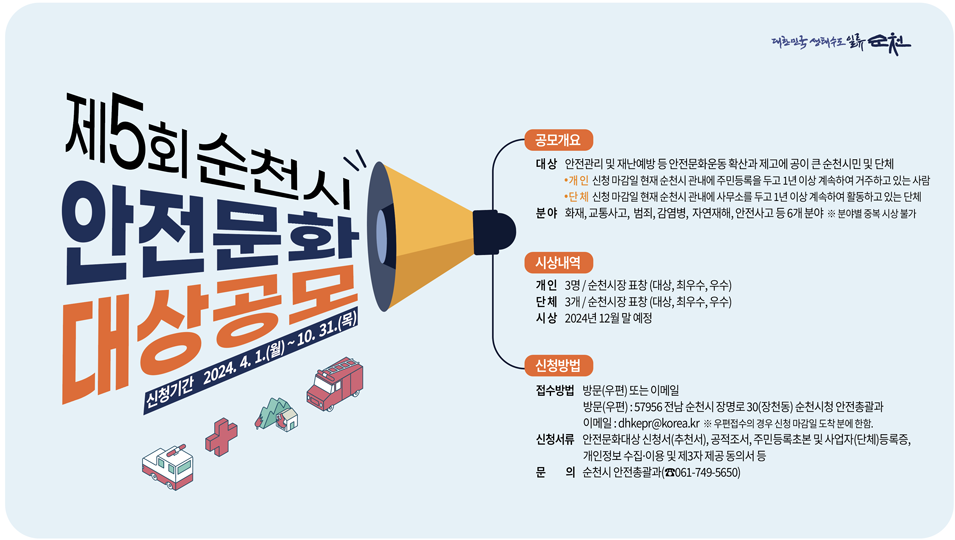 대한민국 생태수도 일류 순천
제5회 순천시
안전문화
대상공모
신청기간 2024. 4. 1.(월) ~ 10. 31.(목)
공모개요
대상 안전관리 및 재난예방 등 안전문화운동 확산과 제고에 공이 큰 순천시민 및 단체
•개인 신청 마감일 현재 순천시 관내에 주민등록을 두고 1년 이상 계속하여 거주하고 있는 사람
•단체 신청 마감일 현재 순천시 관내에 사무소를 두고 1년 이상 계속하여 활동하고 있는 단체
분야 화재, 교통사고, 범죄, 감염병, 자연재해, 안전사고 등 6개 분야 ※ 분야별 중복 시상 불가
시상내역
개인 3명 / 순천시장 표창 (대상, 최우수, 우수)
단체 3개 / 순천시장 표창 (대상, 최우수, 우수)
시상 2024년 12월 말 예정
신청방법
접수방법 방문(우편) 또는 이메일
방문(우편) : 57956 전남 순천시 장명로 30(장천동) 순천시청 안전총괄과
이메일 : dhkepr@korea.kr ※ 우편접수의 경우 신청 마감일 도착 분에 한함.
신청서류 안전문화대상 신청서(추천서), 공적조서, 주민등록초본 및 사업자(단체)등록증,
개인정보 수집·이용 및 제3자 제공 동의서 등
문의 순천시 안전총괄과(☎061-749-5650)